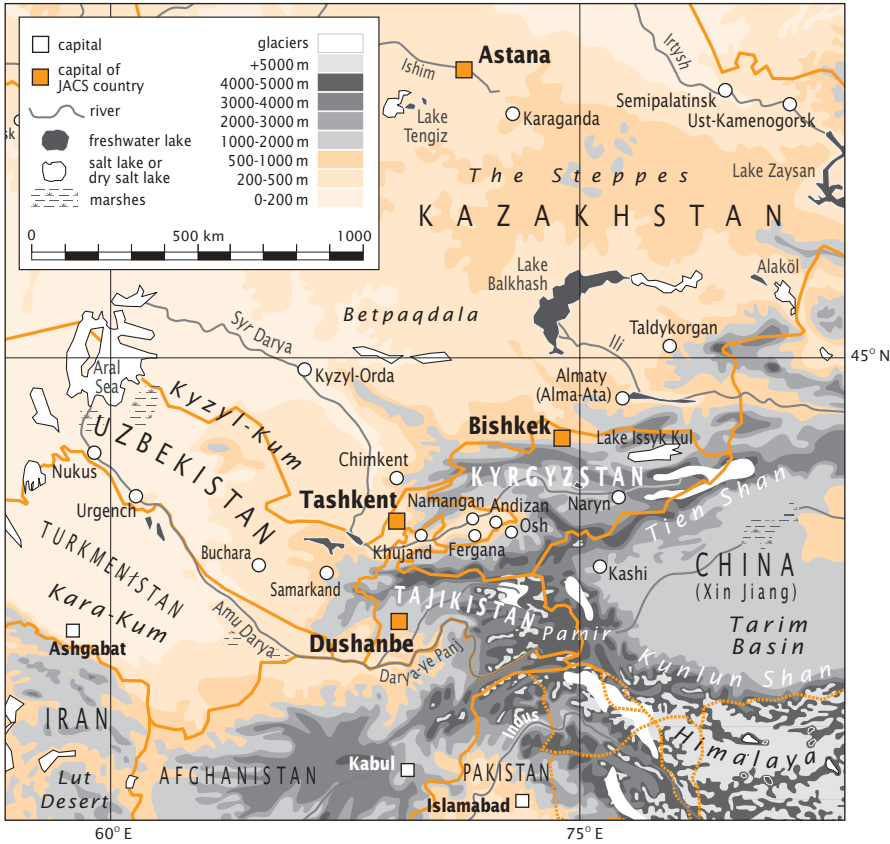 capital
capital of
JACS country
river
freshwater lake
salt lake or
dry salt lake
marshes
glaciers
+5000 m
4000-5000 m
3000-4000 m
2000-3000 m
1000-2000 m
500-1000 m
200-500 m
0-200 m
0
500 km
1000
Astana
Ishim
Irtysh
Lake
Tengiz
Karaganda
Semipalatinsk
Ust-Kamenogorsk
sk
Lake Zaysan
The Steppes
KAZAKHSTAN
Lake
Balkhash
Alaköl
Betpaqdala
Syr Darya
Taldykorgan
Ili
45° N
Aral
Sea
Kyzyl-Orda
Kyzyl-Kum
Almaty
(Alma-Ata)
Bishkek
Lake Issyk Kul
UZBEKISTAN
Nukus
Chimkent
KYRGYZSTAN
Urgench
Tashkent
Namangan
Andizan
Osh
Naryn
Tien Shan
TURKMENISTAN
Buchara
Khujand
Fergana
Kashi
CHINA
(Xin Jiang)
Samarkand
Kara-Kum
TAJIKISTAN
Pamir
Tarim
Basin
Ashgabat
Amu Darya
Dushanbe
Darya-ye Panj
Kunlun Shan
IRAN
Indus
Himalaya
Lut
Desert
AFGHANISTAN
Kabul
PAKISTAN
Islamabad
60° E
75° E